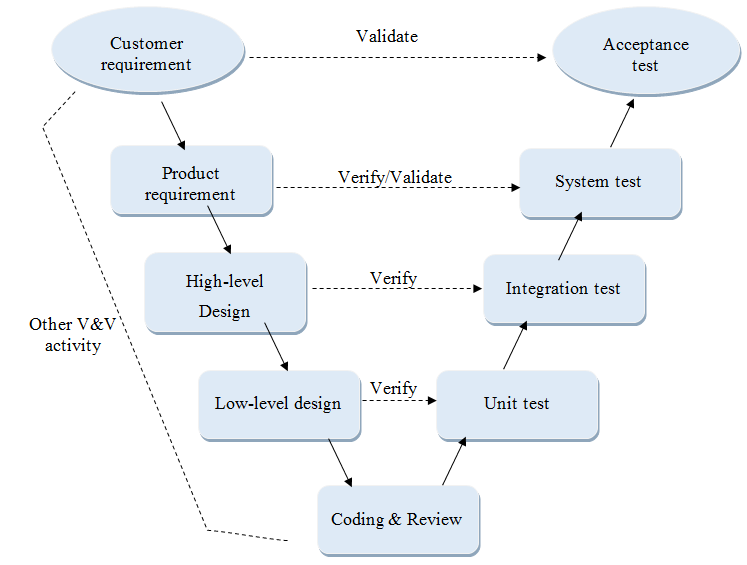 Customer
requirement
Validate
Acceptance
test
Product
requirement
Verify/Validate
System test
High-level
Design
Verify
Integration test
Other V&V
activity
Low-level design
Verify
Unit test
Coding & Review